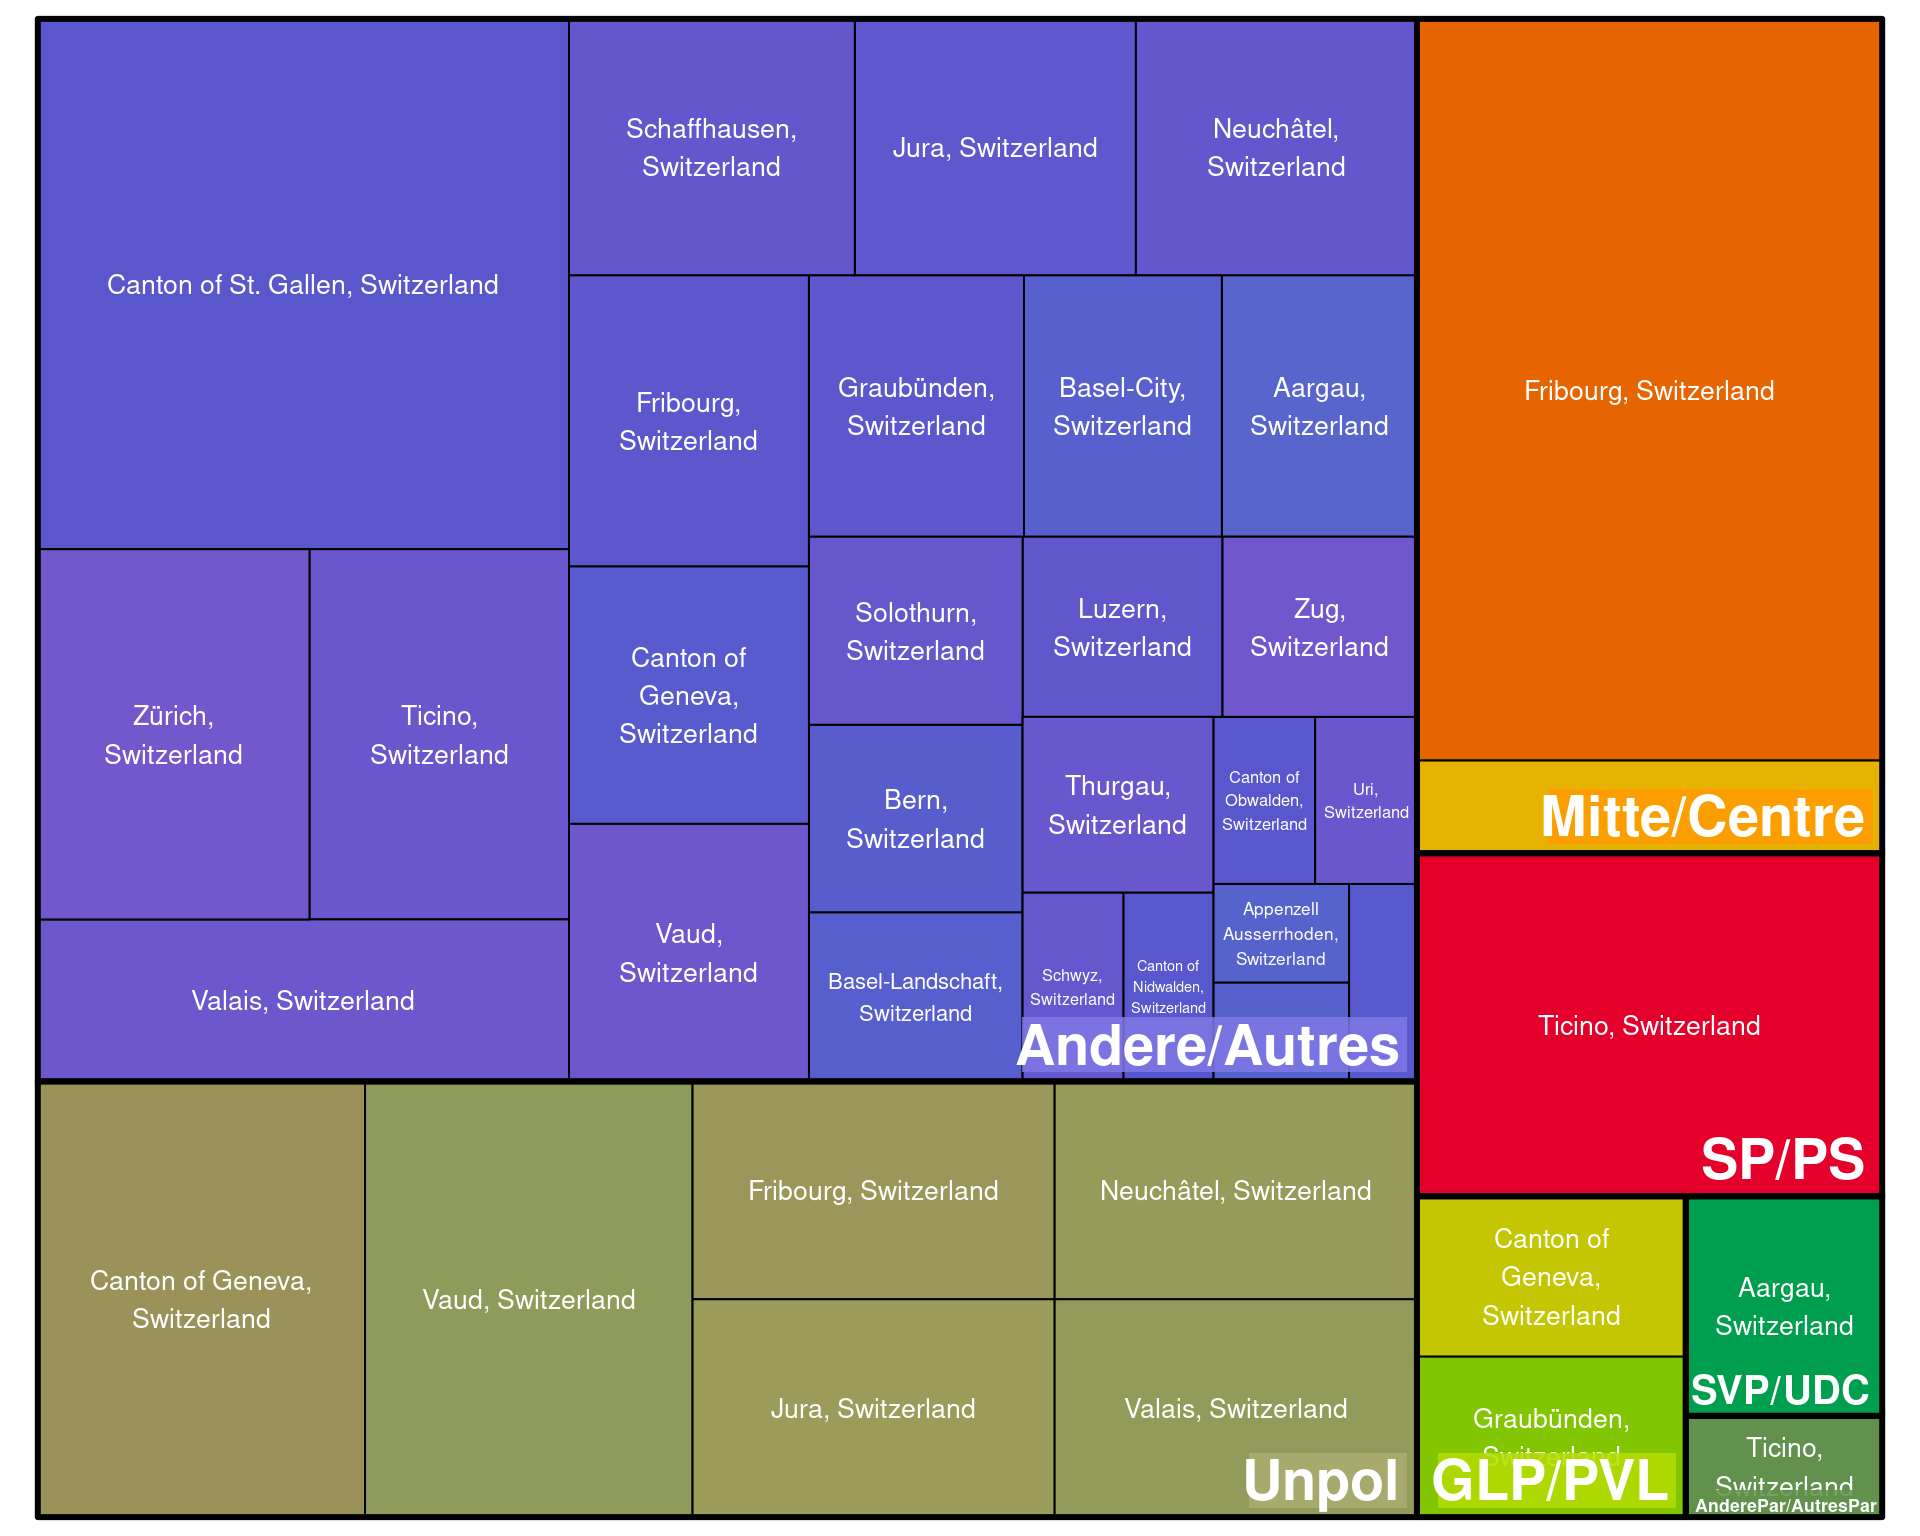 Canton of St. Gallen, Switzerland
Schaffhausen,
Switzerland
Jura, Switzerland
Neuchâtel,
Switzerland
Fribourg,
Switzerland
Graubünden,
Switzerland
Basel-City,
Switzerland
Aargau,
Switzerland
Zürich,
Switzerland
Ticino,
Switzerland
Valais, Switzerland
Canton of
Geneva,
Switzerland
Vaud,
Switzerland
Solothurn,
Switzerland
Luzern,
Switzerland
Zug,
Switzerland
Bern,
Switzerland
Basel-Landschaft,
Switzerland
Thurgau,
Switzerland
Canton of
Obwalden,
Switzerland
Uri,
Switzerland
Schwyz,
Switzerland
Canton of
Nidwalden,
Switzerland
Appenzell
Ausserrhoden,
Switzerland
Andere/Autres
Canton of Geneva,
Switzerland
Vaud, Switzerland
Fribourg, Switzerland
Neuchâtel, Switzerland
Jura, Switzerland
Valais, Switzerland
Unpol
Fribourg, Switzerland
Mitte/Centre
Ticino, Switzerland
SP/PS
Canton of
Geneva,
Switzerland
Graubünden,
Switzerland
GLP/PVL
Aargau,
Switzerland
SVP/UDC
Ticino,
Switzerland
AnderePar/AutresPar